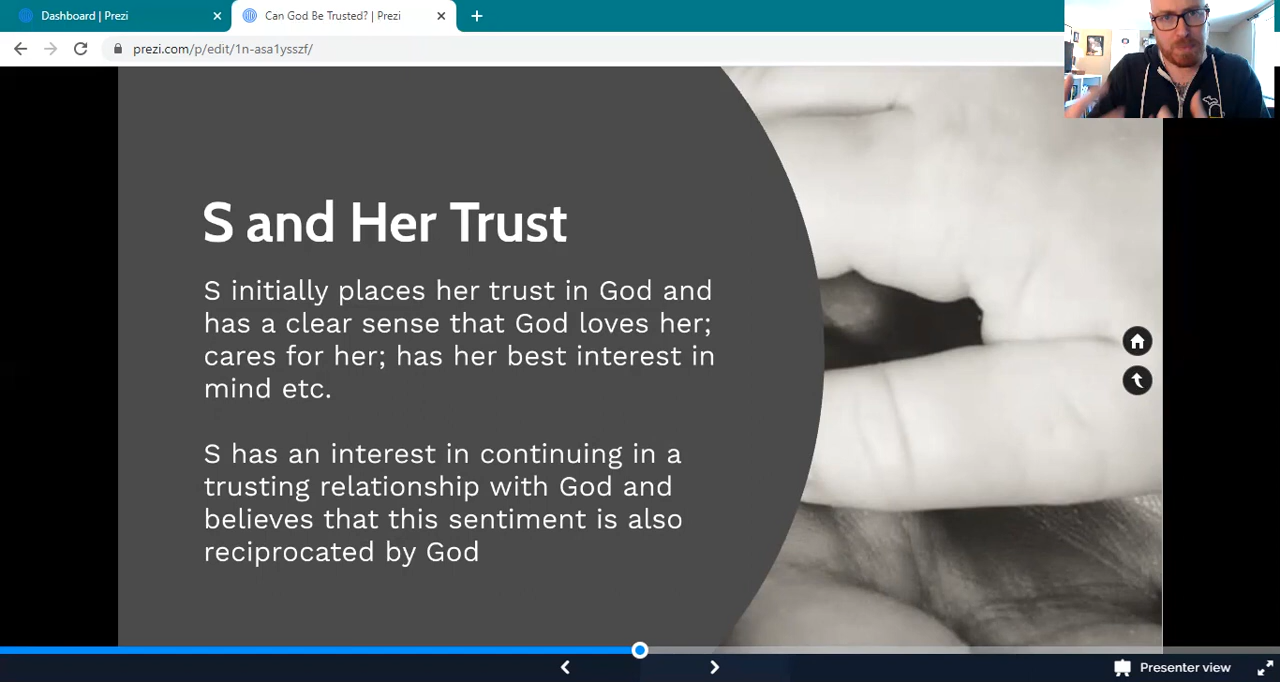 Dashboard | Prezi
Can God Be Trusted? | Prezi
prezi.com/p/edit/1n-asa1ysszf/
S and Her Trust
S initially places her trust in God and
has a clear sense that God loves her;
cares for her; has her best interest in
mind etc.
S has an interest in continuing in a
trusting relationship with God and
believes that this sentiment is also
reciprocated by God
Presenter view